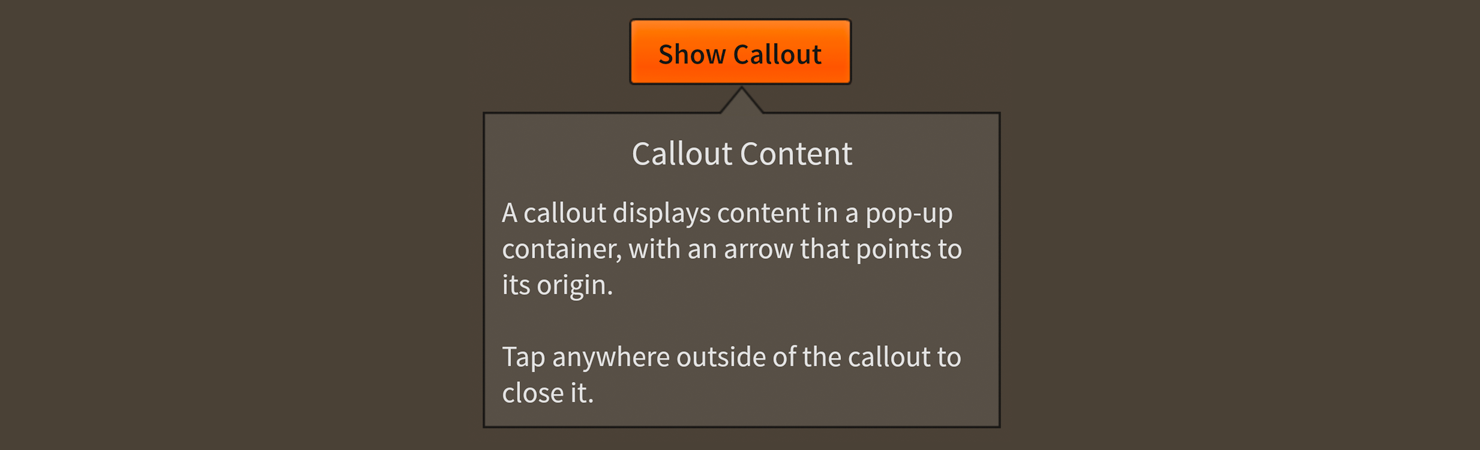 Show Callout
Callout Content
A callout displays content in a pop-up
container, with an arrow that points to
its origin.
Tap anywhere outside of the callout to
close it.